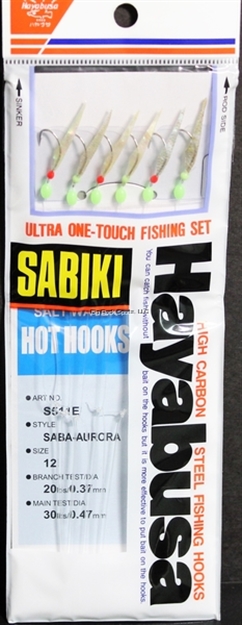 Hayabusa
SINKER
ROD SIDE
ULTRA ONE-TOUCH FISHING SET
SABIKI
HOT HOOKS
Hayabusa
HIGH CARBON STEEL FISHING HOOKS
You can catch fish without bait on the hooks but it is more effective to put bait on the hooks.
● ART NO.
● STYLE
SABA-AURORA
● SIZE
12
● BRANCH TEST/DIA
20lbs/0.37mm
● MAIN TEST/DIA
30lbs/0.47mm